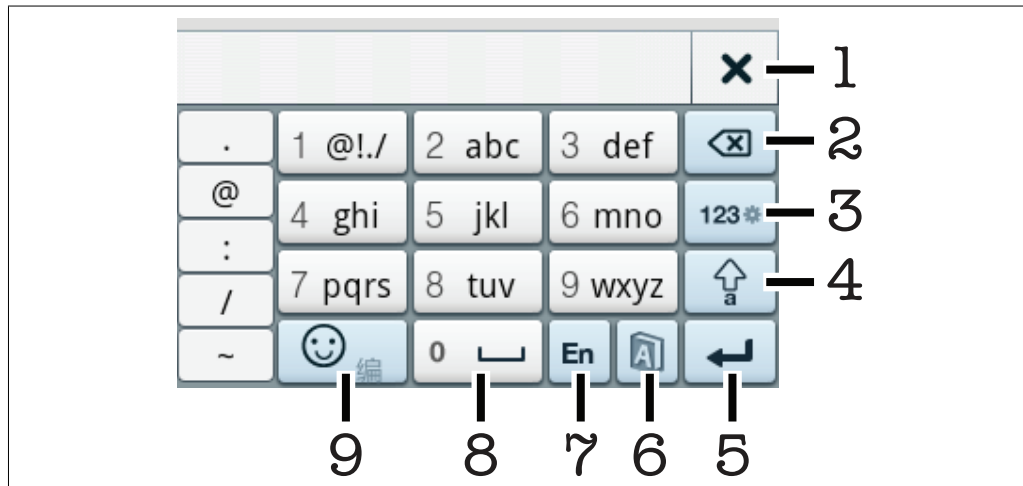 1
. 1 @!./ 2 abc 3 def 2
@ 4 ghi 5 jkl 6 mno 123 3
:
/ 7 pqrs 8 tuv 9 wxyz a 4
~ 编 0 En A
9 8 7 6 5